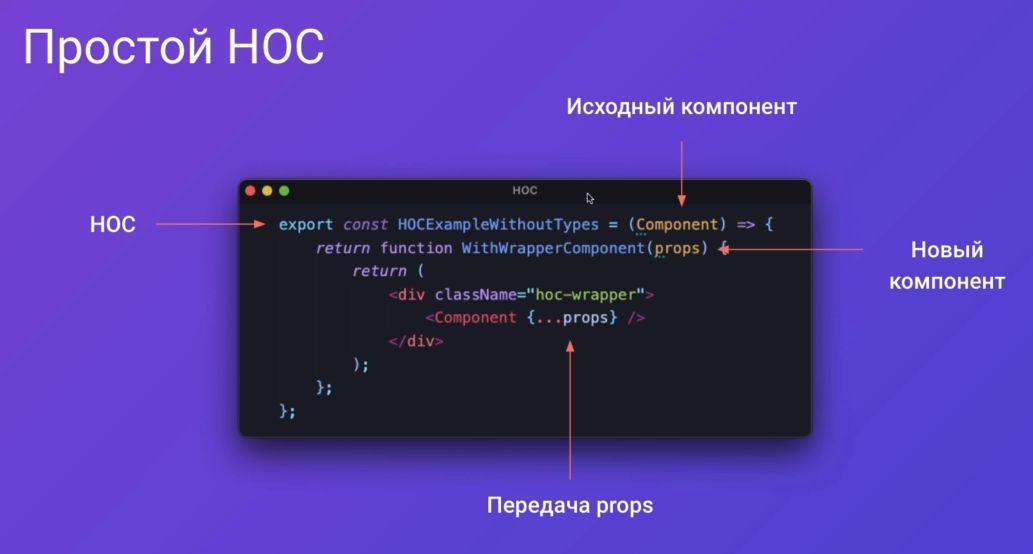 Простой HOC
Исходный компонент
HOC
HOC
export const HOCExampleWithoutTypes = (Component) => {
return function WithWrapperComponent(props) {
return (
<div className="hoc-wrapper">
<Component {...props} />
</div>
);
};
};
Новый
компонент
Передача props